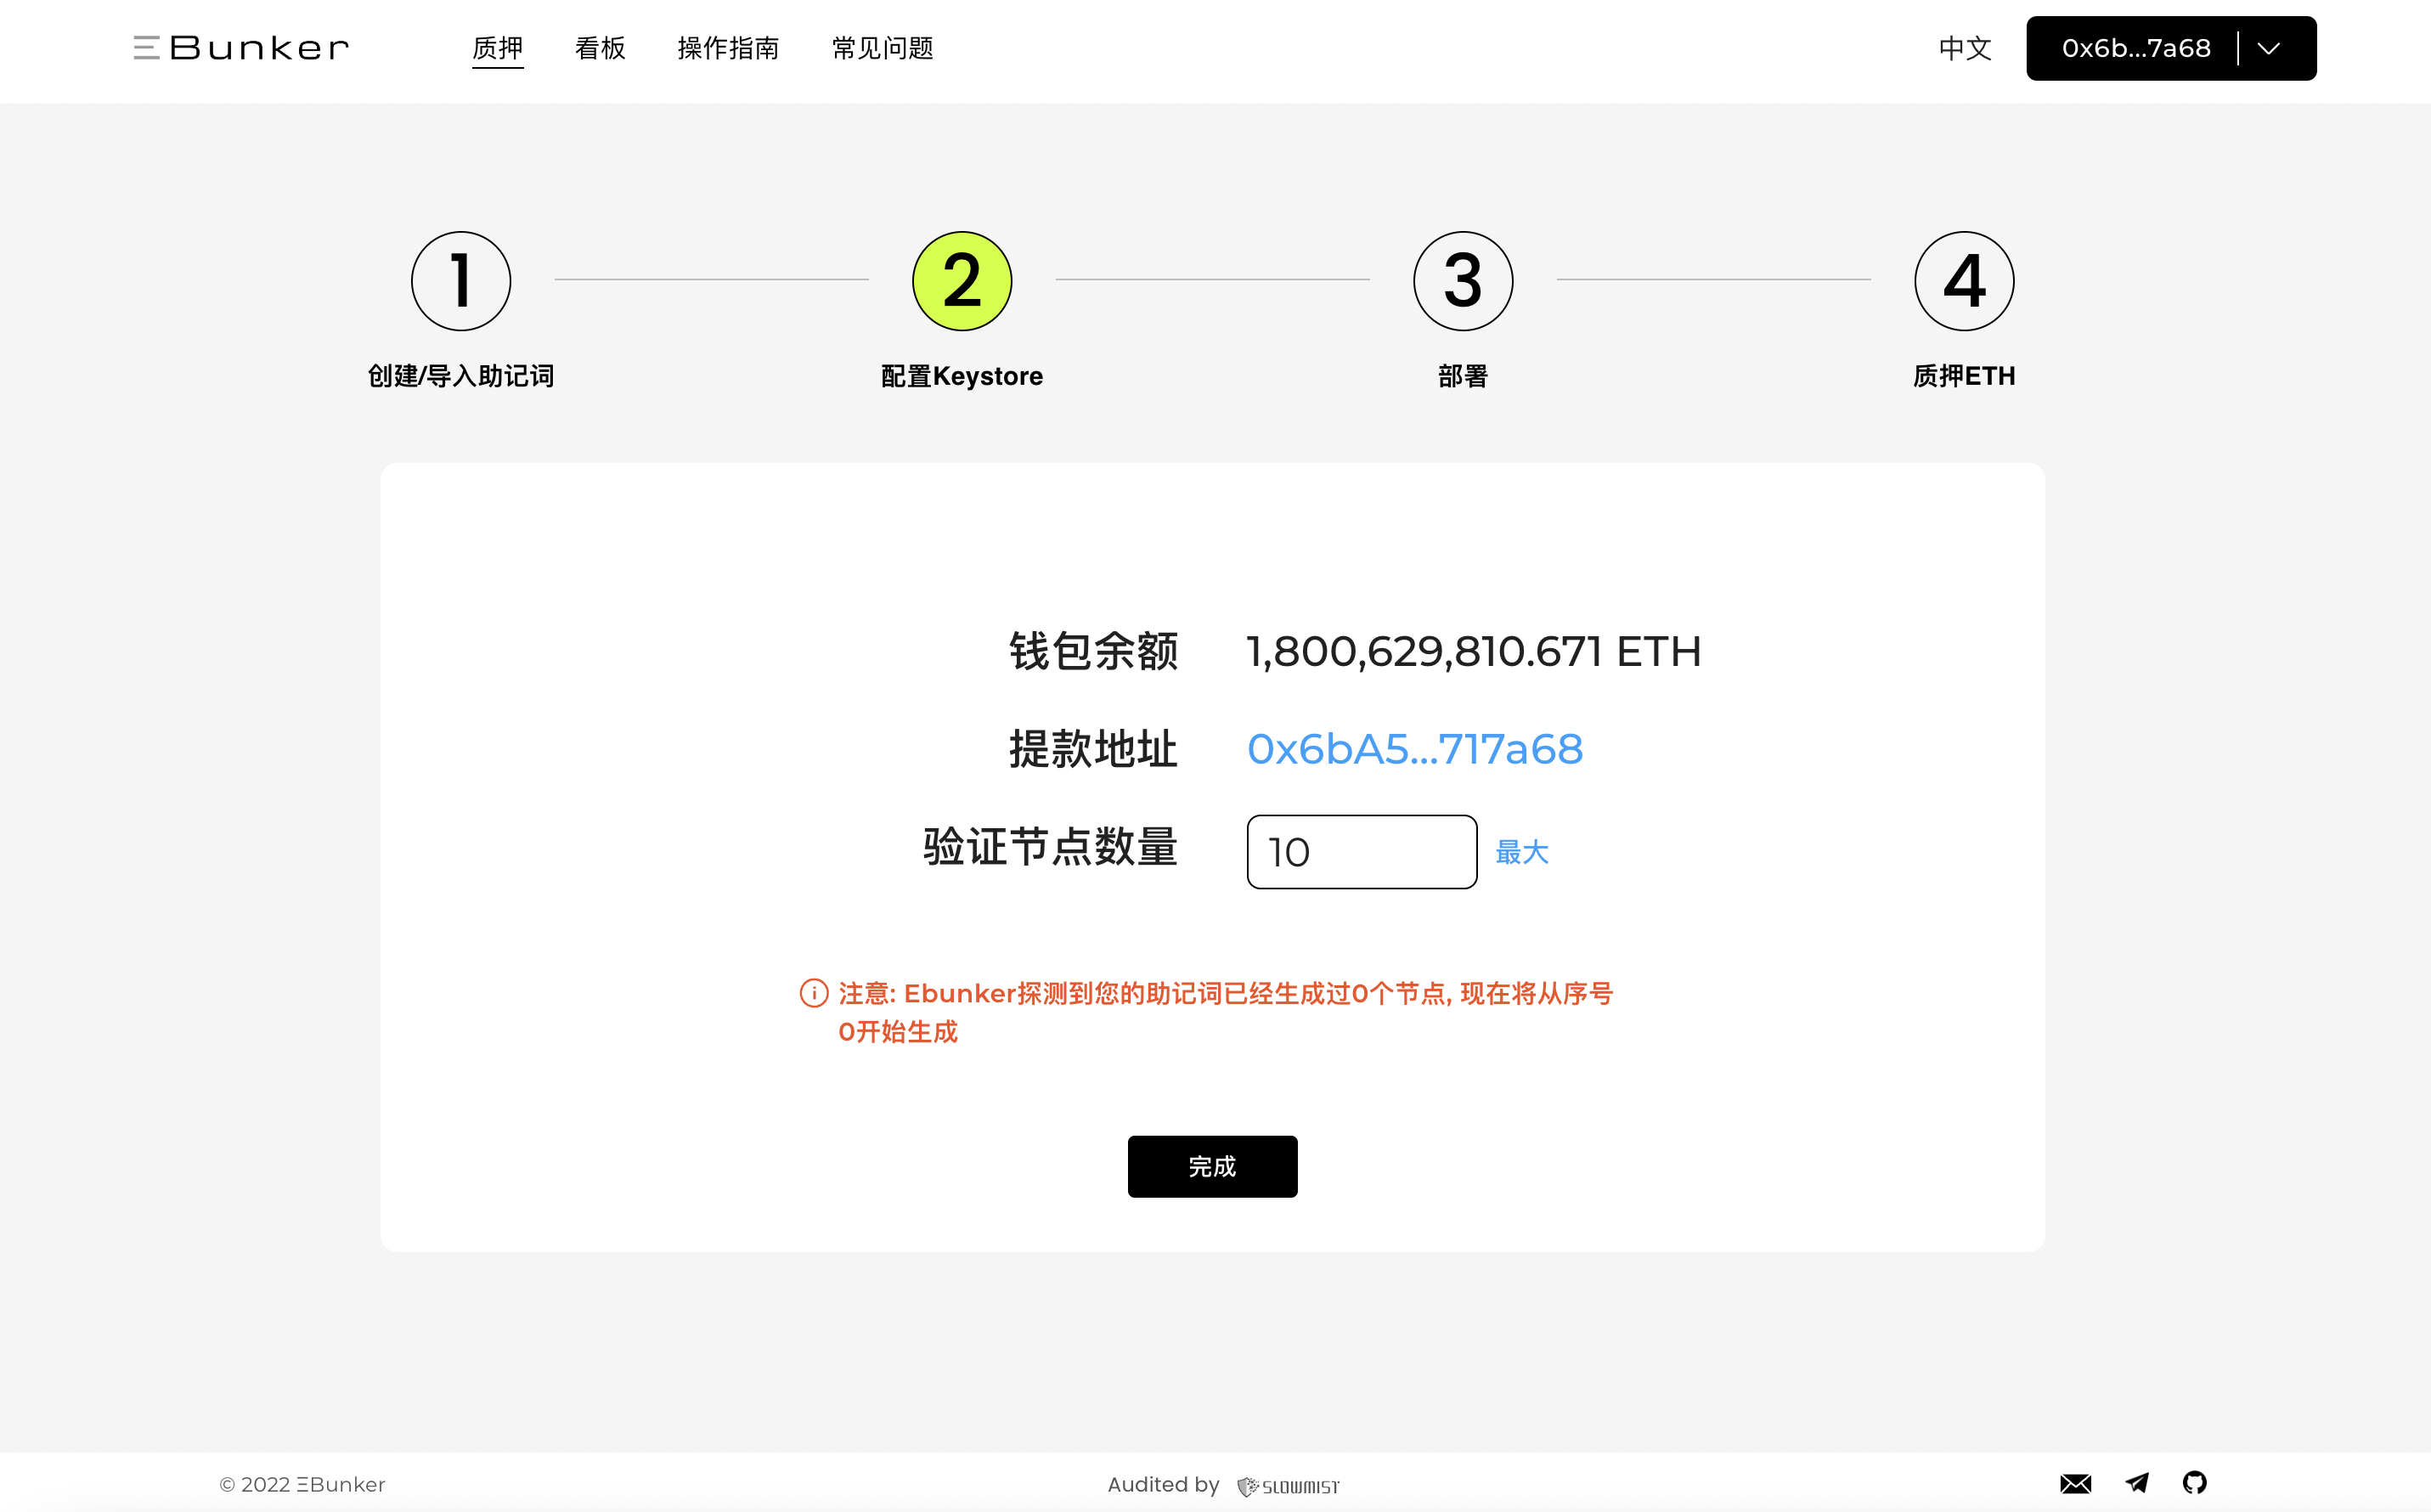 ΞBunker
质押
看板
操作指南
常见问题
中文
0x6b...7a68
1
2
3
4
创建/导入助记词
配置Keystore
部署
质押ETH
钱包余额 1,800,629,810.671 ETH
提款地址 0x6bA5...717a68
验证节点数量 10 最大
注意: Ebunker探测到您的助记词已经生成过0个节点, 现在将从序号
0开始生成
完成
© 2022 ΞBunker
Audited by SLOWMIST